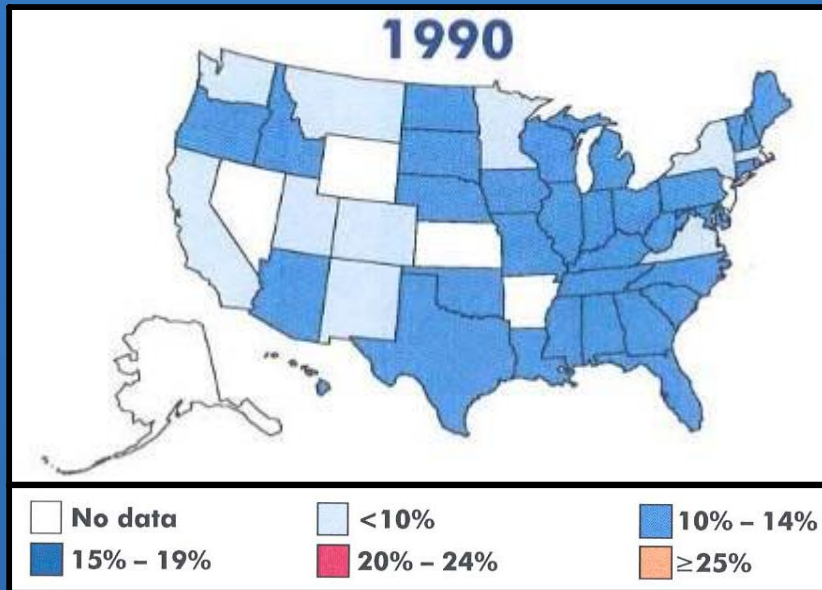 1990
No data <10% 10% – 14%
15% – 19% 20% – 24% ≥25%